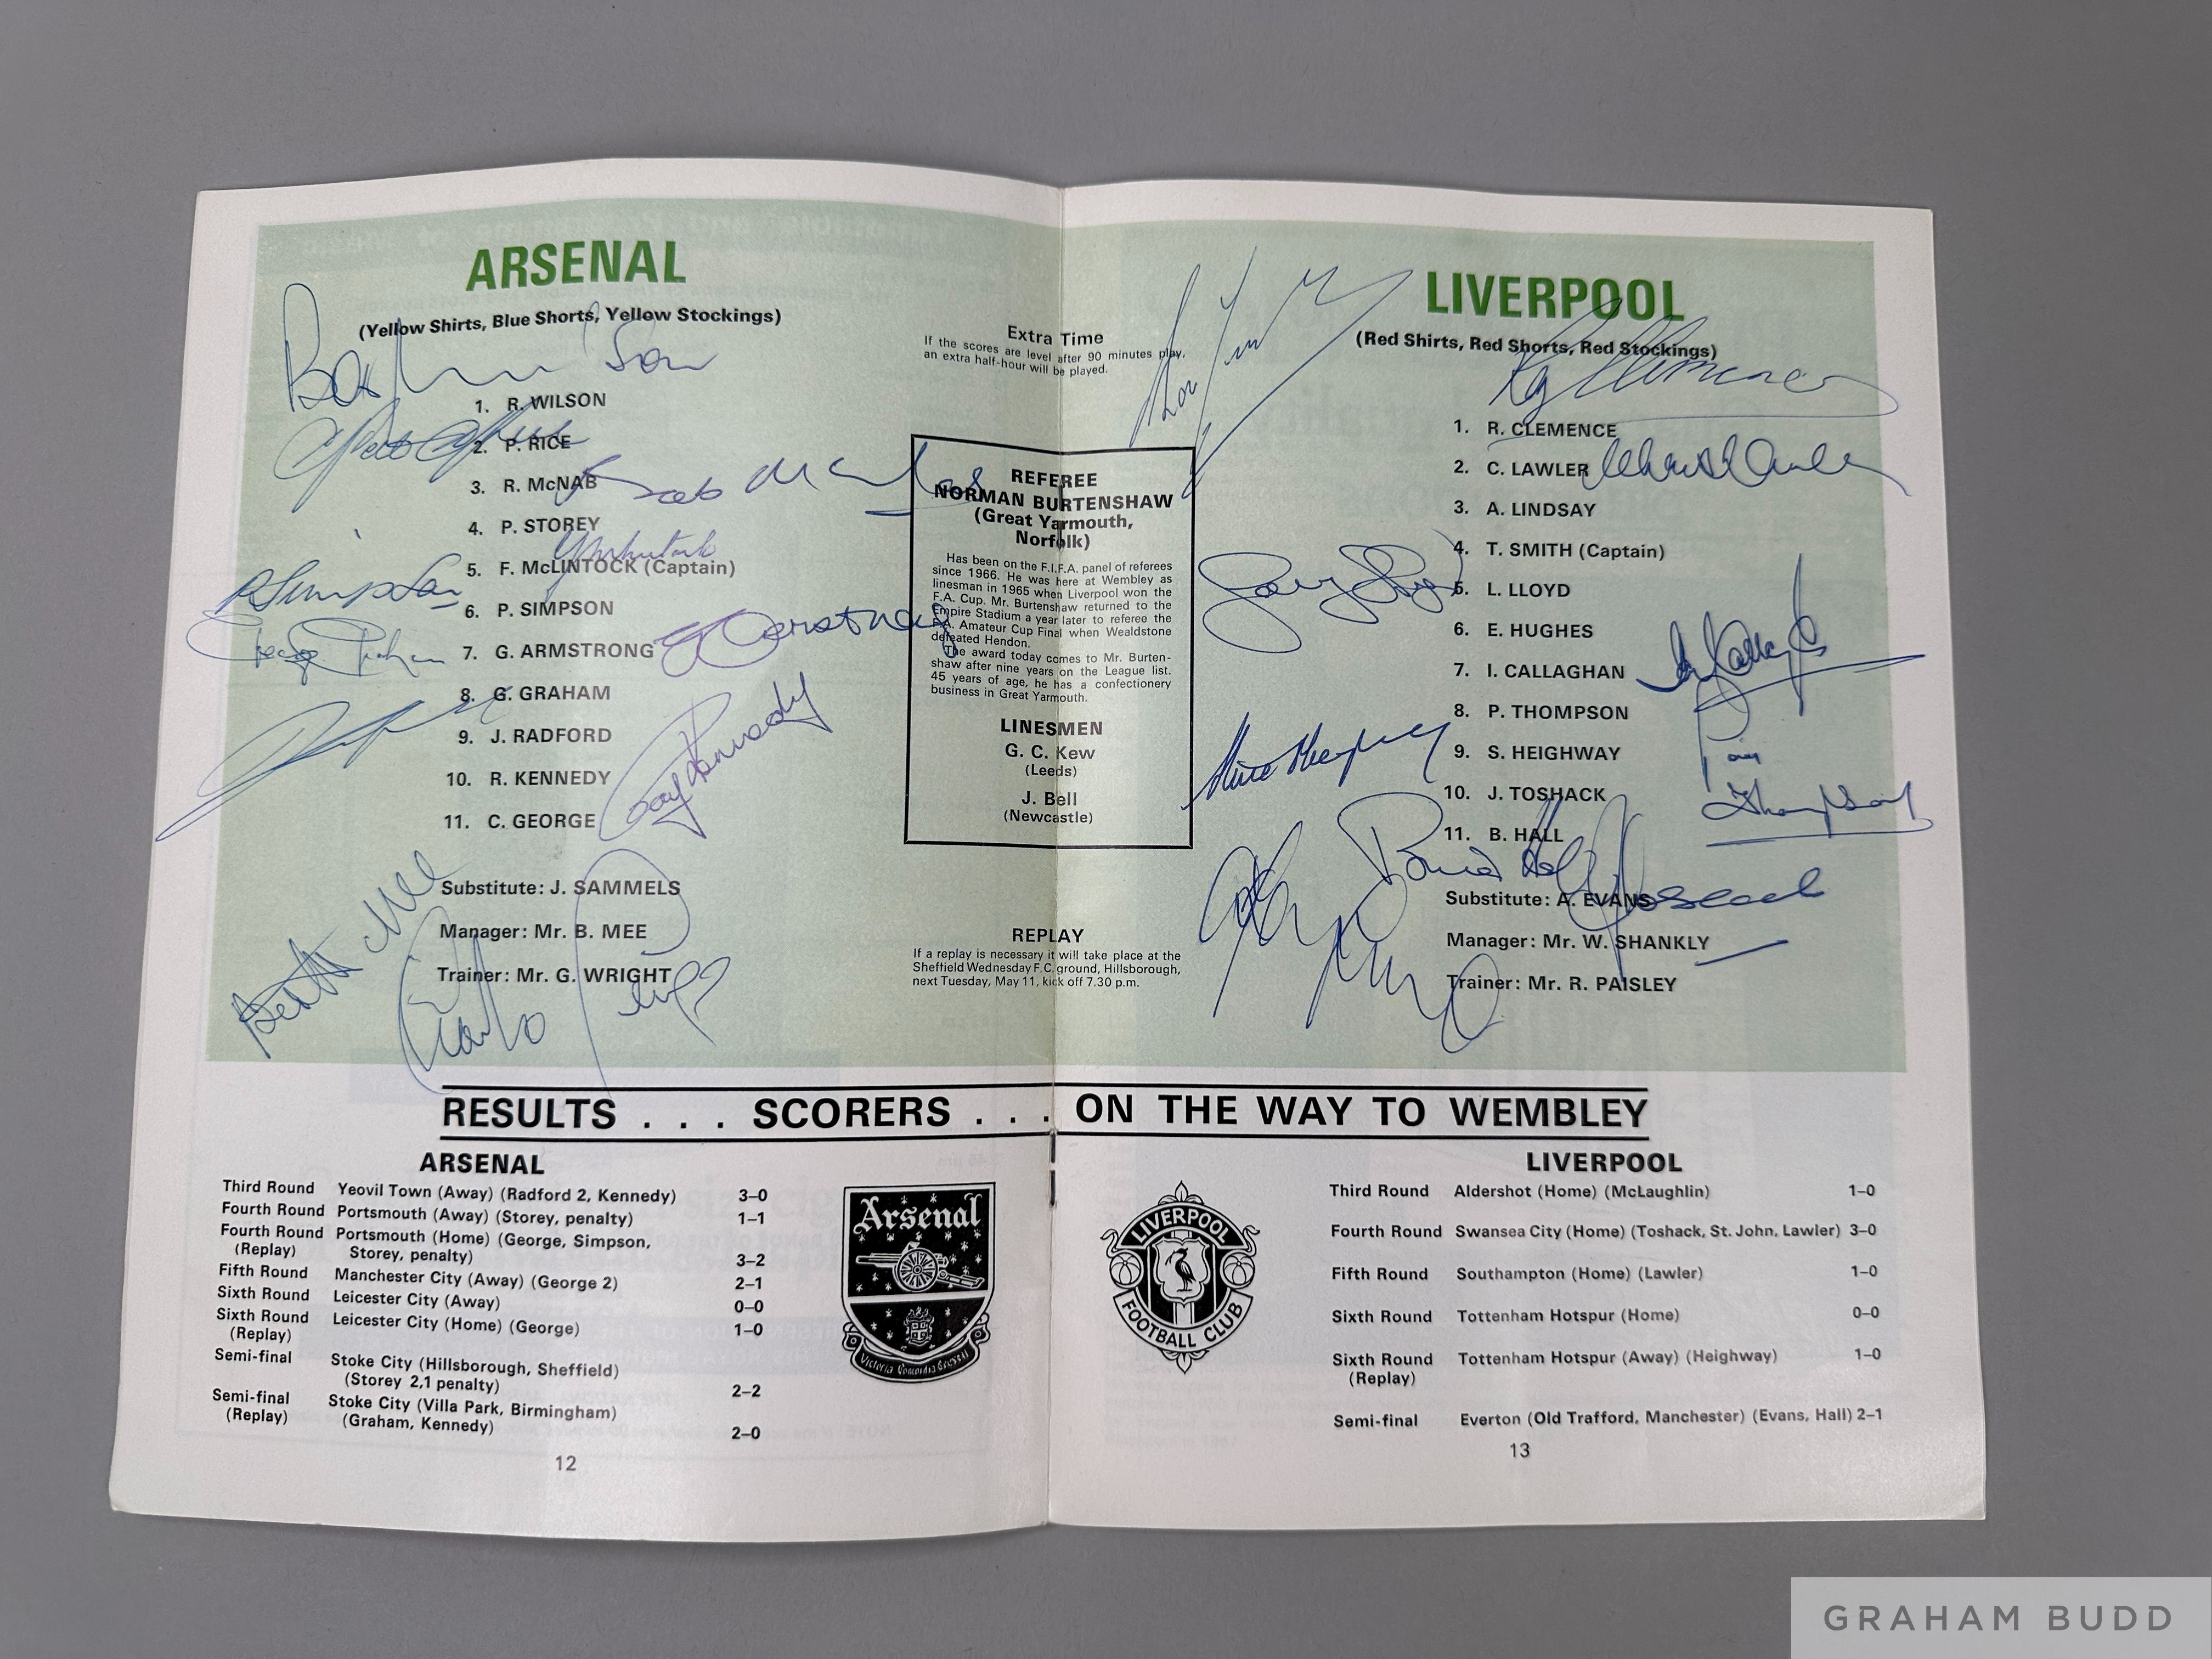 ARSENAL
(Yellow Shirts, Blue Shorts, Yellow Stockings)
1. R. WILSON
2. P. RICE
3. R. McNAB
4. P. STOREY
5. F. McLINTOCK (Captain)
6. P. SIMPSON
7. G. ARMSTRONG
8. G. GRAHAM
9. J. RADFORD
10. R. KENNEDY
11. C. GEORGE
Substitute: J. SAMMELS
Manager: Mr. B. MEE
Trainer: Mr. G. WRIGHT
Bob Wilson
Bob McNab
P Simpson
George Graham
G Armstrong
Ray Kennedy
Bertie Mee
Extra Time
If the scores are level after 90 minutes play,
an extra half-hour will be played.
REFEREE
NORMAN BURTENSHAW
(Great Yarmouth,
Norfolk)
Has been on the F.I.F.A. panel of referees
since 1966. He was here at Wembley as
linesman in 1965 when Liverpool won the
F.A. Cup. Mr. Burtenshaw returned to the
Empire Stadium a year later to referee the
F.A. Amateur Cup Final when Wealdstone
defeated Hendon.
The award today comes to Mr. Burten-
shaw after nine years on the League list.
45 years of age, he has a confectionery
business in Great Yarmouth.
LINESMEN
G. C. Kew
(Leeds)
J. Bell
(Newcastle)
REPLAY
If a replay is necessary it will take place at the
Sheffield Wednesday F.C. ground, Hillsborough,
next Tuesday, May 11, kick off 7.30 p.m.
LIVERPOOL
(Red Shirts, Red Shorts, Red Stockings)
1. R. CLEMENCE
2. C. LAWLER
3. A. LINDSAY
4. T. SMITH (Captain)
5. L. LLOYD
6. E. HUGHES
7. I. CALLAGHAN
8. P. THOMPSON
9. S. HEIGHWAY
10. J. TOSHACK
11. B. HALL
Substitute: A. EVANS
Manager: Mr. W. SHANKLY
Trainer: Mr. R. PAISLEY
Ray Clemence
Chris Lawler
Brian Hall
RESULTS . . . SCORERS . . . ON THE WAY TO WEMBLEY
ARSENAL
Third Round Yeovil Town (Away) (Radford 2, Kennedy) 3–0
Fourth Round Portsmouth (Away) (Storey, penalty) 1–1
Fourth Round Portsmouth (Home) (George, Simpson,
(Replay) Storey, penalty) 3–2
Fifth Round Manchester City (Away) (George 2) 2–1
Sixth Round Leicester City (Away) 0–0
Sixth Round Leicester City (Home) (George) 1–0
(Replay)
Semi-final Stoke City (Hillsborough, Sheffield)
(Storey 2,1 penalty) 2–2
Semi-final Stoke City (Villa Park, Birmingham)
(Replay) (Graham, Kennedy) 2–0
Arsenal
Victoria Concordia Crescit
12
LIVERPOOL
FOOTBALL CLUB
LIVERPOOL
Third Round Aldershot (Home) (McLaughlin) 1–0
Fourth Round Swansea City (Home) (Toshack, St. John, Lawler) 3–0
Fifth Round Southampton (Home) (Lawler) 1–0
Sixth Round Tottenham Hotspur (Home) 0–0
Sixth Round Tottenham Hotspur (Away) (Heighway) 1–0
(Replay)
Semi-final Everton (Old Trafford, Manchester) (Evans, Hall) 2–1
13
GRAHAM BUDD